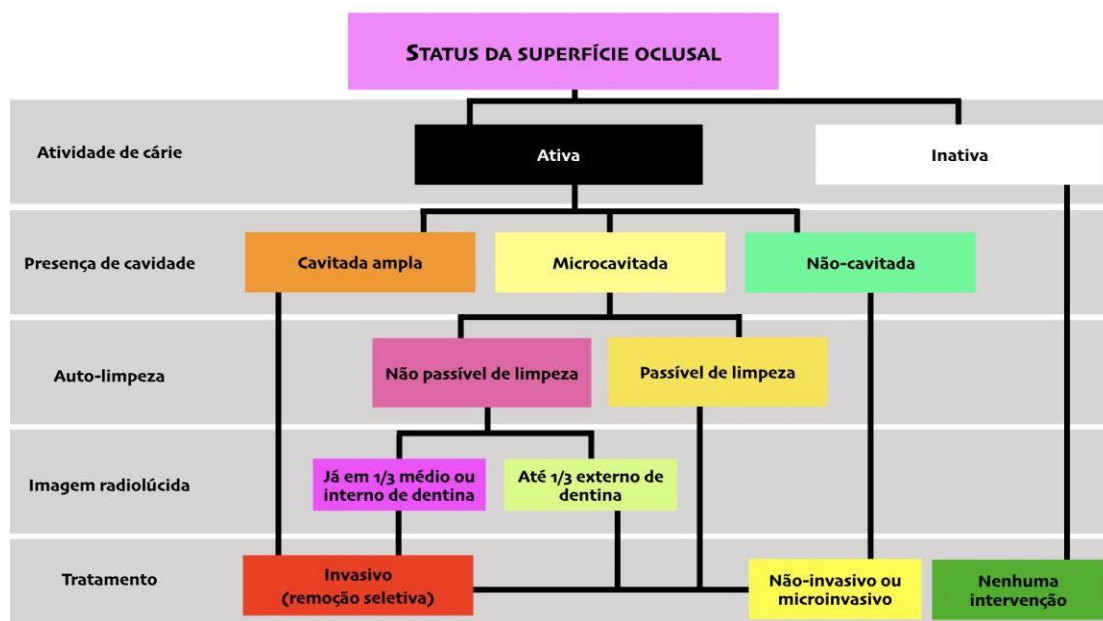 Status da superfície oclusal
Atividade de cárie
Ativa
Inativa
Presença de cavidade
Cavitada ampla
Microcavitada
Não-cavitada
Auto-limpeza
Não passível de limpeza
Passível de limpeza
Imagem radiolúcida
Já em 1/3 médio ou
interno de dentina
Até 1/3 externo de
dentina
Tratamento
Invasivo
(remoção seletiva)
Não-invasivo ou
microinvasivo
Nenhuma
intervenção